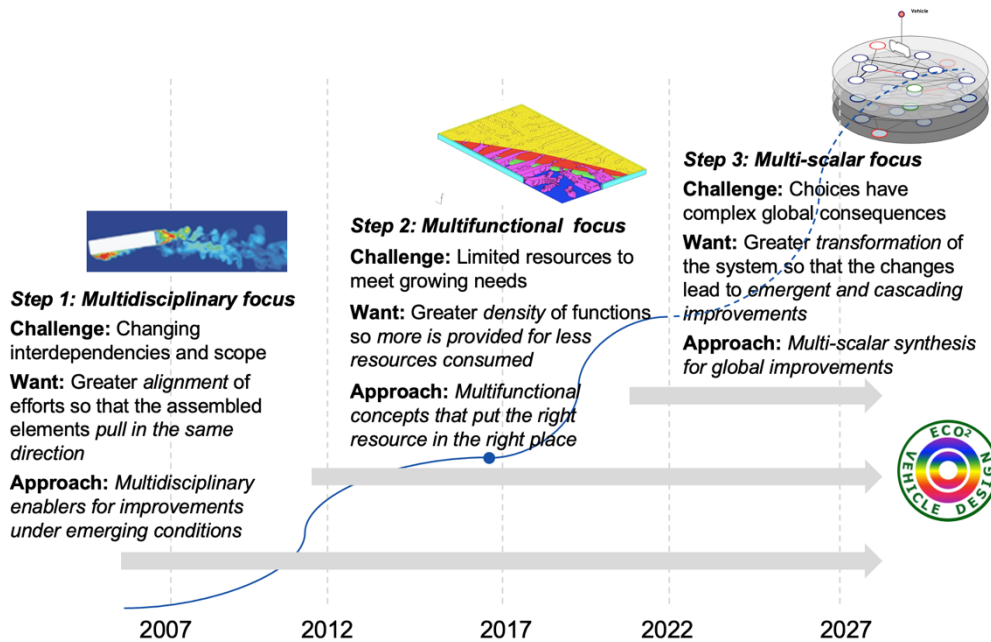 Vehicle
Step 3: Multi-scalar focus
Challenge: Choices have
complex global consequences
Want: Greater transformation of
the system so that the changes
lead to emergent and cascading
improvements
Approach: Multi-scalar synthesis
for global improvements
Step 2: Multifunctional focus
Challenge: Limited resources to
meet growing needs
Want: Greater density of functions
so more is provided for less
resources consumed
Approach: Multifunctional
concepts that put the right
resource in the right place
Step 1: Multidisciplinary focus
Challenge: Changing
interdependencies and scope
Want: Greater alignment of
efforts so that the assembled
elements pull in the same
direction
Approach: Multidisciplinary
enablers for improvements
under emerging conditions
ECO²
VEHICLE DESIGN
2007 2012 2017 2022 2027